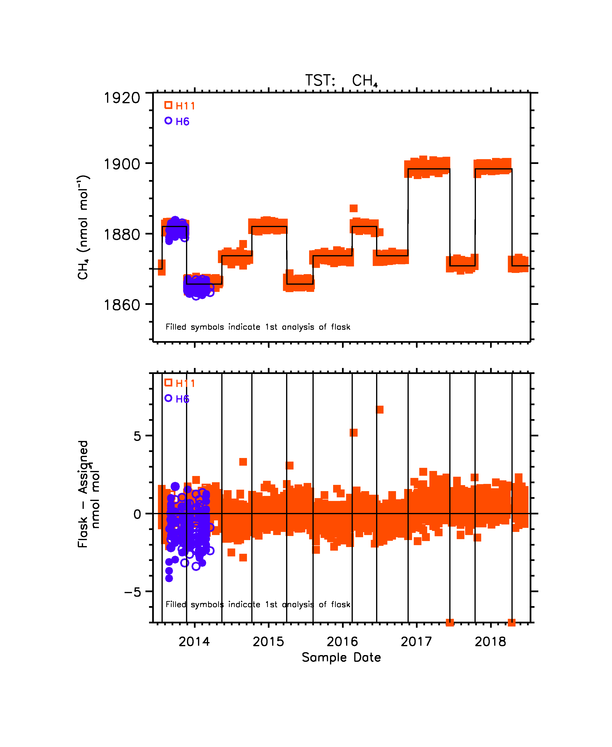 TST: CH₄
1920
1900
1880
1860
CH₄ (nmol mol⁻¹)
H11
H6
Filled symbols indicate 1st analysis of flask
5
0
−5
Flask − Assigned
nmol mol⁻¹
H11
H6
Filled symbols indicate 1st analysis of flask
2014 2015 2016 2017 2018
Sample Date